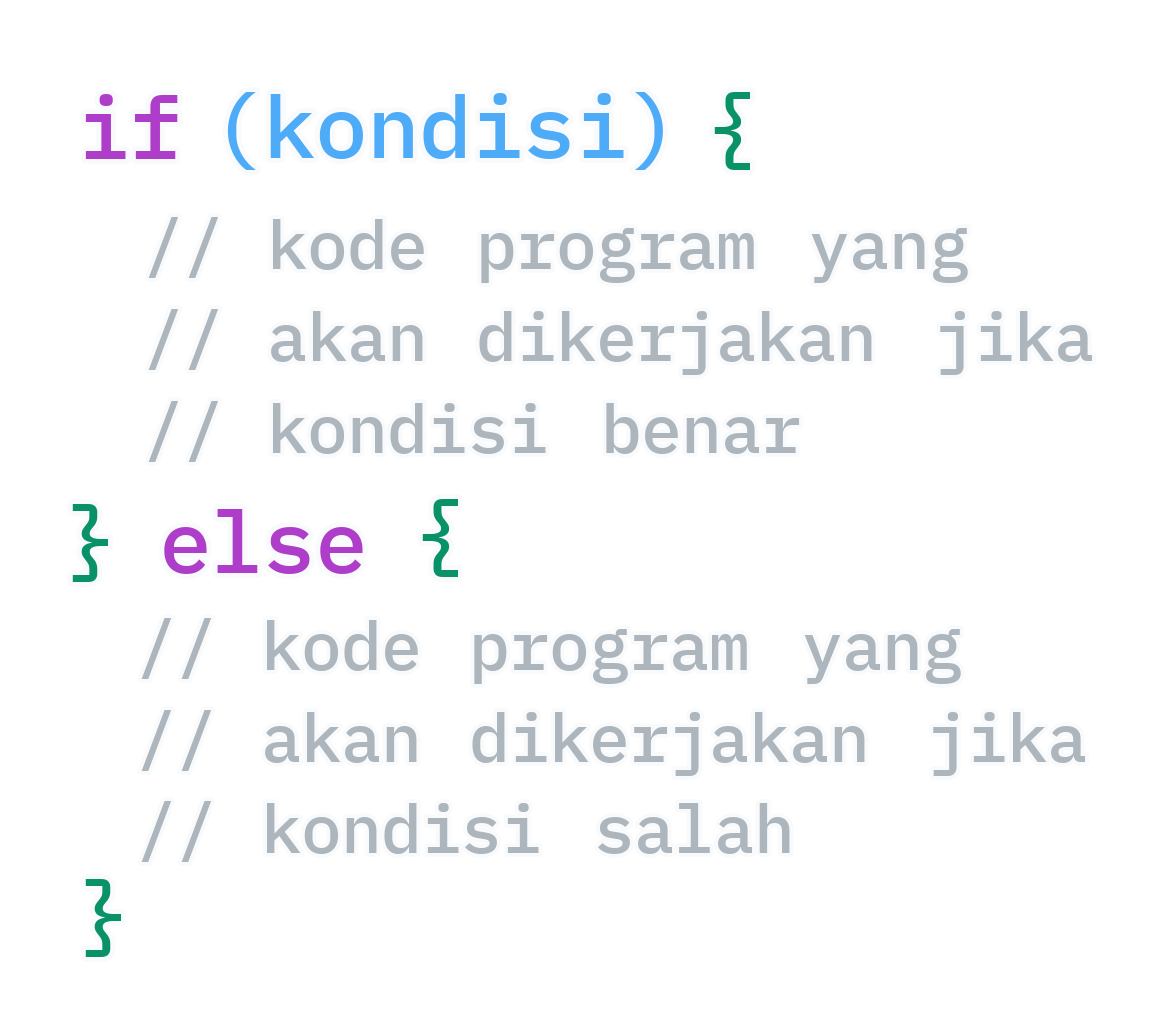 if (kondisi) {
// kode program yang
// akan dikerjakan jika
// kondisi benar
} else {
// kode program yang
// akan dikerjakan jika
// kondisi salah
}